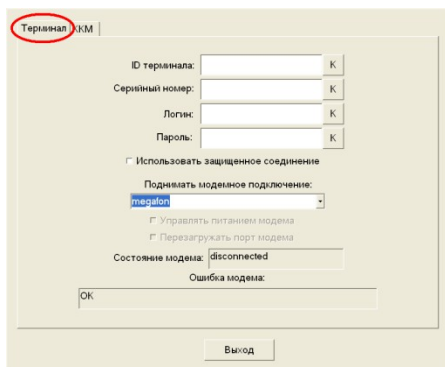 Терминал ККМ
ID терминала: К
Серийный номер: К
Логин: К
Пароль: К
Использовать защищенное соединение
Поднимать модемное подключение:
megafon
Управлять питанием модема
Перезагружать порт модема
Состояние модема: disconnected
Ошибка модема:
OK
Выход